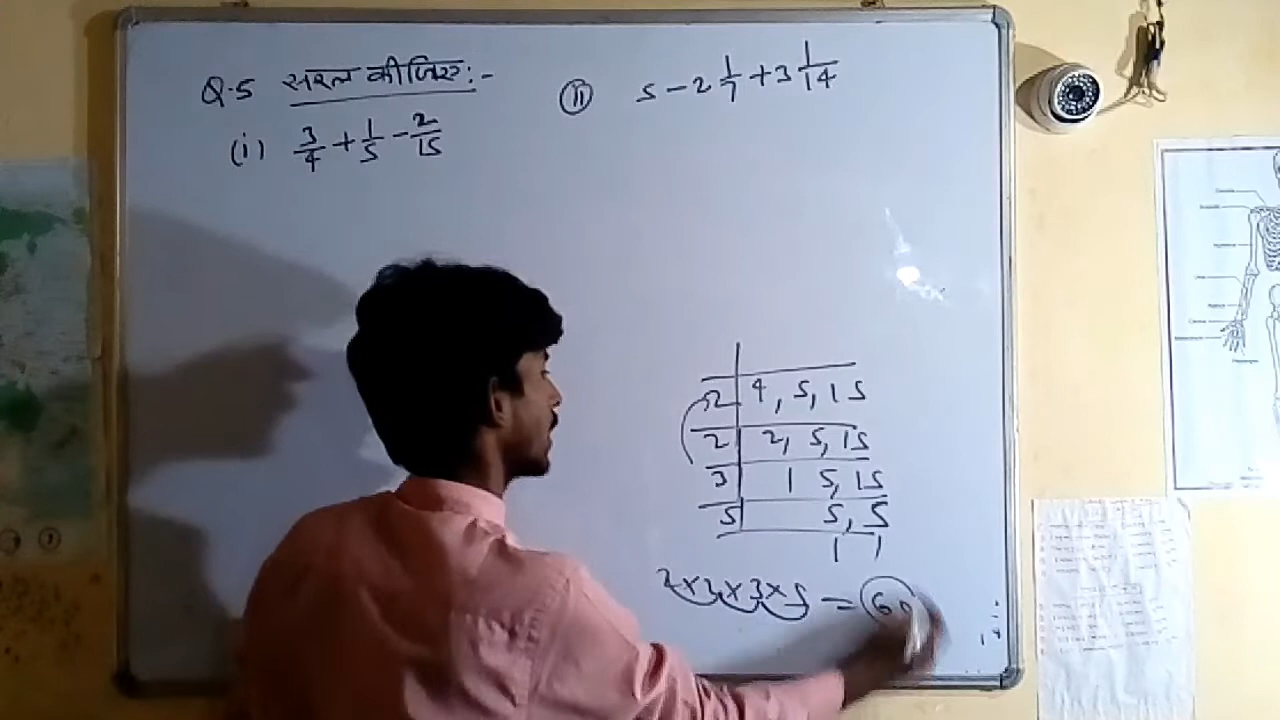 Q.5 सरल कीजिए:-
(i) 3/4 + 1/5 - 2/15
(ii) 5 - 2 1/7 + 3 1/14
2 | 4, 5, 15
2 | 2, 5, 15
3 | 1 5, 15
5 | 5, 5
1 1
2×2×3×5 = 60